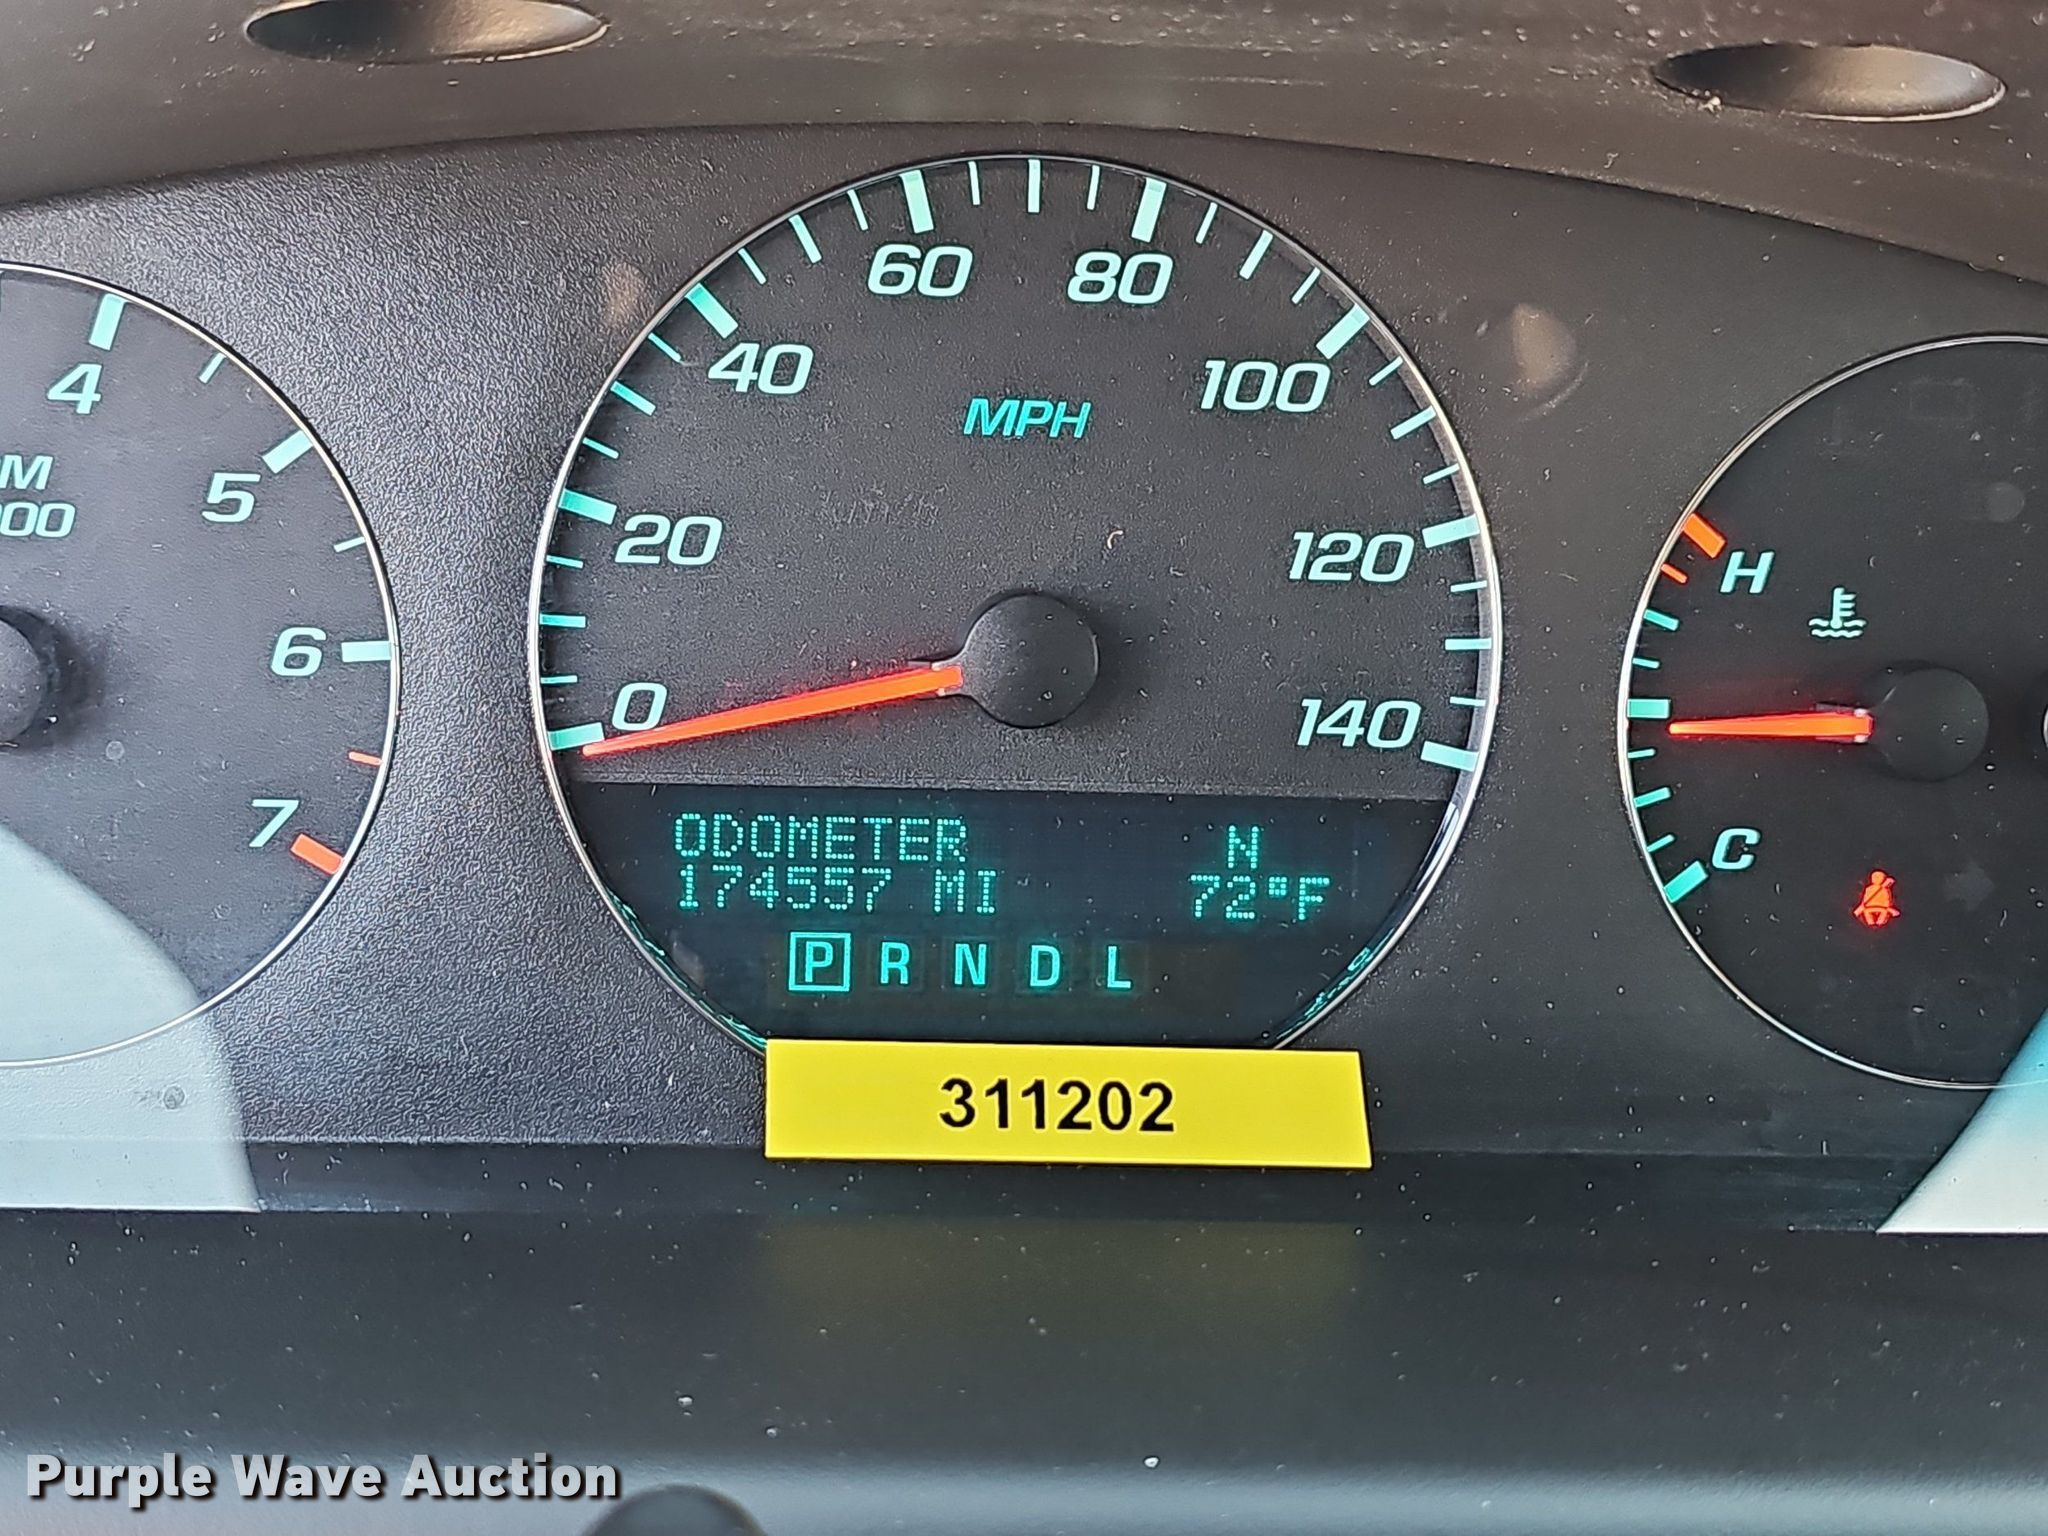 60 80
4 40 100
MPH
5 20 120
H
6
0 140
7 C
ODOMETER N
174557 MI 72°F
P R N D L
311202
Purple Wave Auction